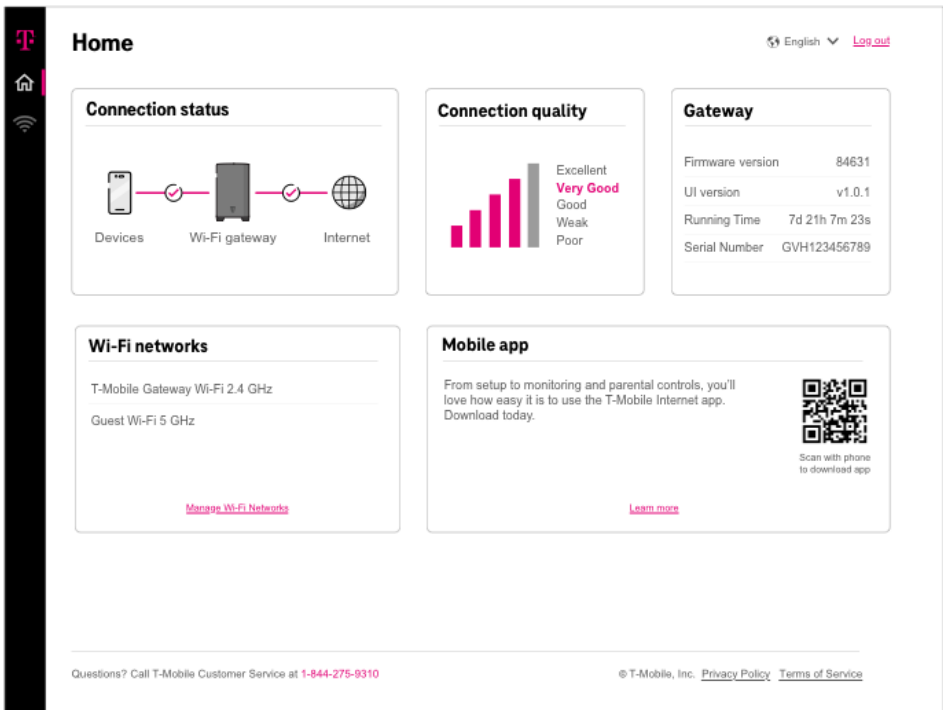 T
Home
English
Log out
Connection status
Devices
Wi-Fi gateway
Internet
Connection quality
Excellent
Very Good
Good
Weak
Poor
Gateway
Firmware version 84631
UI version v1.0.1
Running Time 7d 21h 7m 23s
Serial Number GVH123456789
Wi-Fi networks
T-Mobile Gateway Wi-Fi 2.4 GHz
Guest Wi-Fi 5 GHz
Manage Wi-Fi Networks
Mobile app
From setup to monitoring and parental controls, you'll
love how easy it is to use the T-Mobile Internet app.
Download today.
Scan with phone
to download app
Learn more
Questions? Call T-Mobile Customer Service at 1-844-275-9310
© T-Mobile, Inc. Privacy Policy Terms of Service